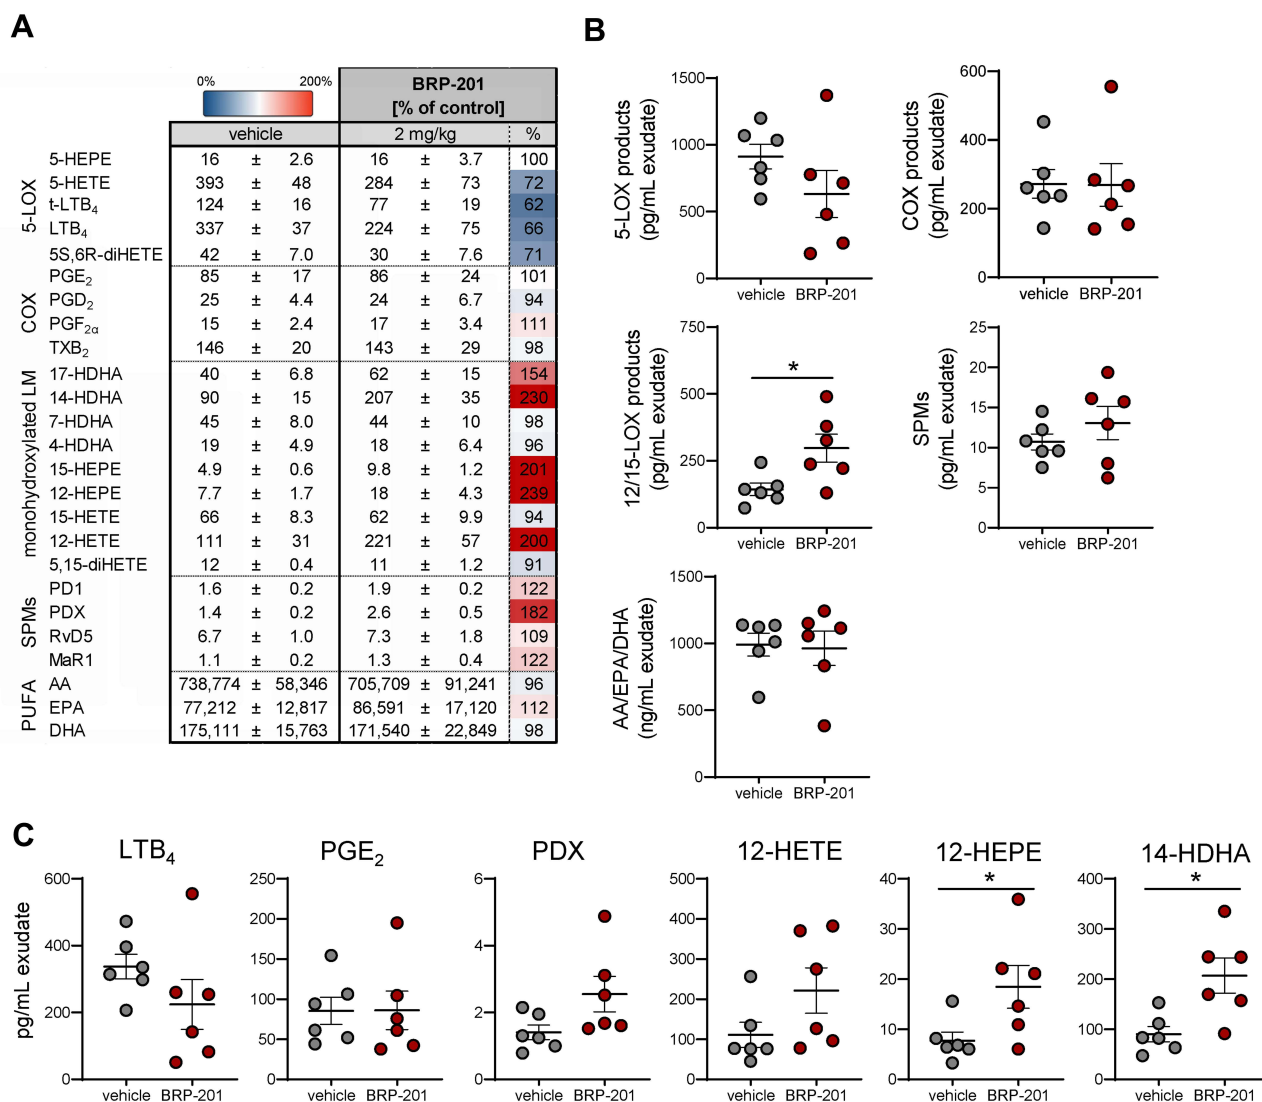 A
0% 200%
BRP-201
[% of control]
vehicle 2 mg/kg %
5-LOX
5-HEPE 16 ± 2.6 16 ± 3.7 100
5-HETE 393 ± 48 284 ± 73 72
t-LTB4 124 ± 16 77 ± 19 62
LTB4 337 ± 37 224 ± 75 66
5S,6R-diHETE 42 ± 7.0 30 ± 7.6 71
COX
PGE2 85 ± 17 86 ± 24 101
PGD2 25 ± 4.4 24 ± 6.7 94
PGF2α 15 ± 2.4 17 ± 3.4 111
TXB2 146 ± 20 143 ± 29 98
monohydroxylated LM
17-HDHA 40 ± 6.8 62 ± 15 154
14-HDHA 90 ± 15 207 ± 35 230
7-HDHA 45 ± 8.0 44 ± 10 98
4-HDHA 19 ± 4.9 18 ± 6.4 96
15-HEPE 4.9 ± 0.6 9.8 ± 1.2 201
12-HEPE 7.7 ± 1.7 18 ± 4.3 239
15-HETE 66 ± 8.3 62 ± 9.9 94
12-HETE 111 ± 31 221 ± 57 200
5,15-diHETE 12 ± 0.4 11 ± 1.2 91
SPMs
PD1 1.6 ± 0.2 1.9 ± 0.2 122
PDX 1.4 ± 0.2 2.6 ± 0.5 182
RvD5 6.7 ± 1.0 7.3 ± 1.8 109
MaR1 1.1 ± 0.2 1.3 ± 0.4 122
PUFA
AA 738,774 ± 58,346 705,709 ± 91,241 96
EPA 77,212 ± 12,817 86,591 ± 17,120 112
DHA 175,111 ± 15,763 171,540 ± 22,849 98
B
5-LOX products
(pg/mL exudate)
1500
1000
500
0
vehicle BRP-201
COX products
(pg/mL exudate)
600
400
200
0
vehicle BRP-201
12/15-LOX products
(pg/mL exudate)
750
500
250
0
*
vehicle BRP-201
SPMs
(pg/mL exudate)
25
20
15
10
5
0
vehicle BRP-201
AA/EPA/DHA
(ng/mL exudate)
1500
1000
500
0
vehicle BRP-201
C
pg/mL exudate
LTB4
600
400
200
0
vehicle BRP-201
PGE2
250
200
150
100
50
0
vehicle BRP-201
PDX
6
4
2
0
vehicle BRP-201
12-HETE
500
400
300
200
100
0
vehicle BRP-201
12-HEPE
*
40
30
20
10
0
vehicle BRP-201
14-HDHA
*
400
300
200
100
0
vehicle BRP-201